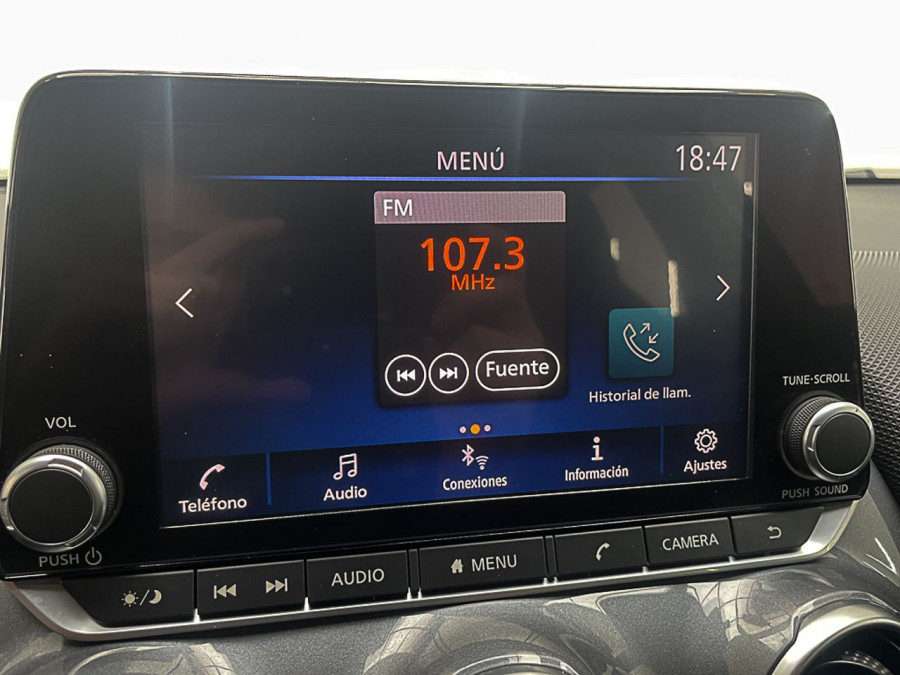 MENÚ
18:47
FM
107.3
MHz
Fuente
Historial de llam.
Teléfono
Audio
Conexiones
Información
Ajustes
VOL
PUSH
TUNE·SCROLL
PUSH SOUND
AUDIO
MENU
CAMERA